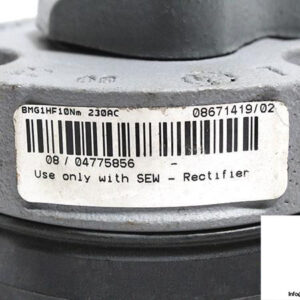 BMG1HF10Nm 230AC 08671419/02
08 / 04775856 -
Use only with SEW - Rectifier